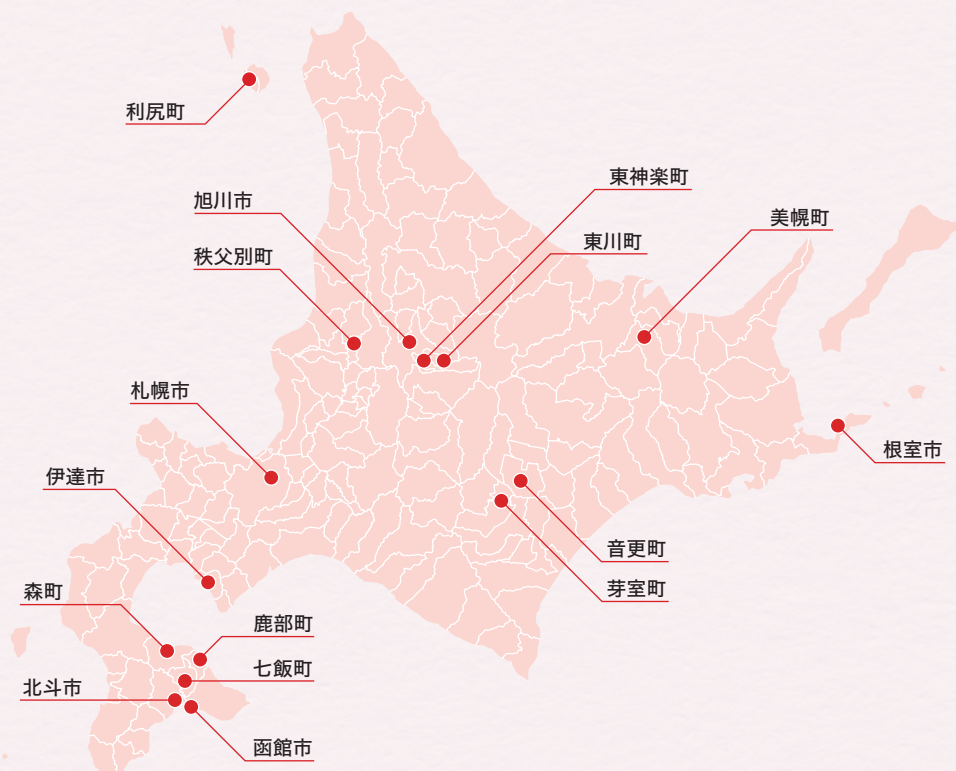 利尻町
東神楽町
旭川市
美幌町
東川町
秩父別町
札幌市
根室市
伊達市
音更町
芽室町
森町
鹿部町
七飯町
北斗市
函館市